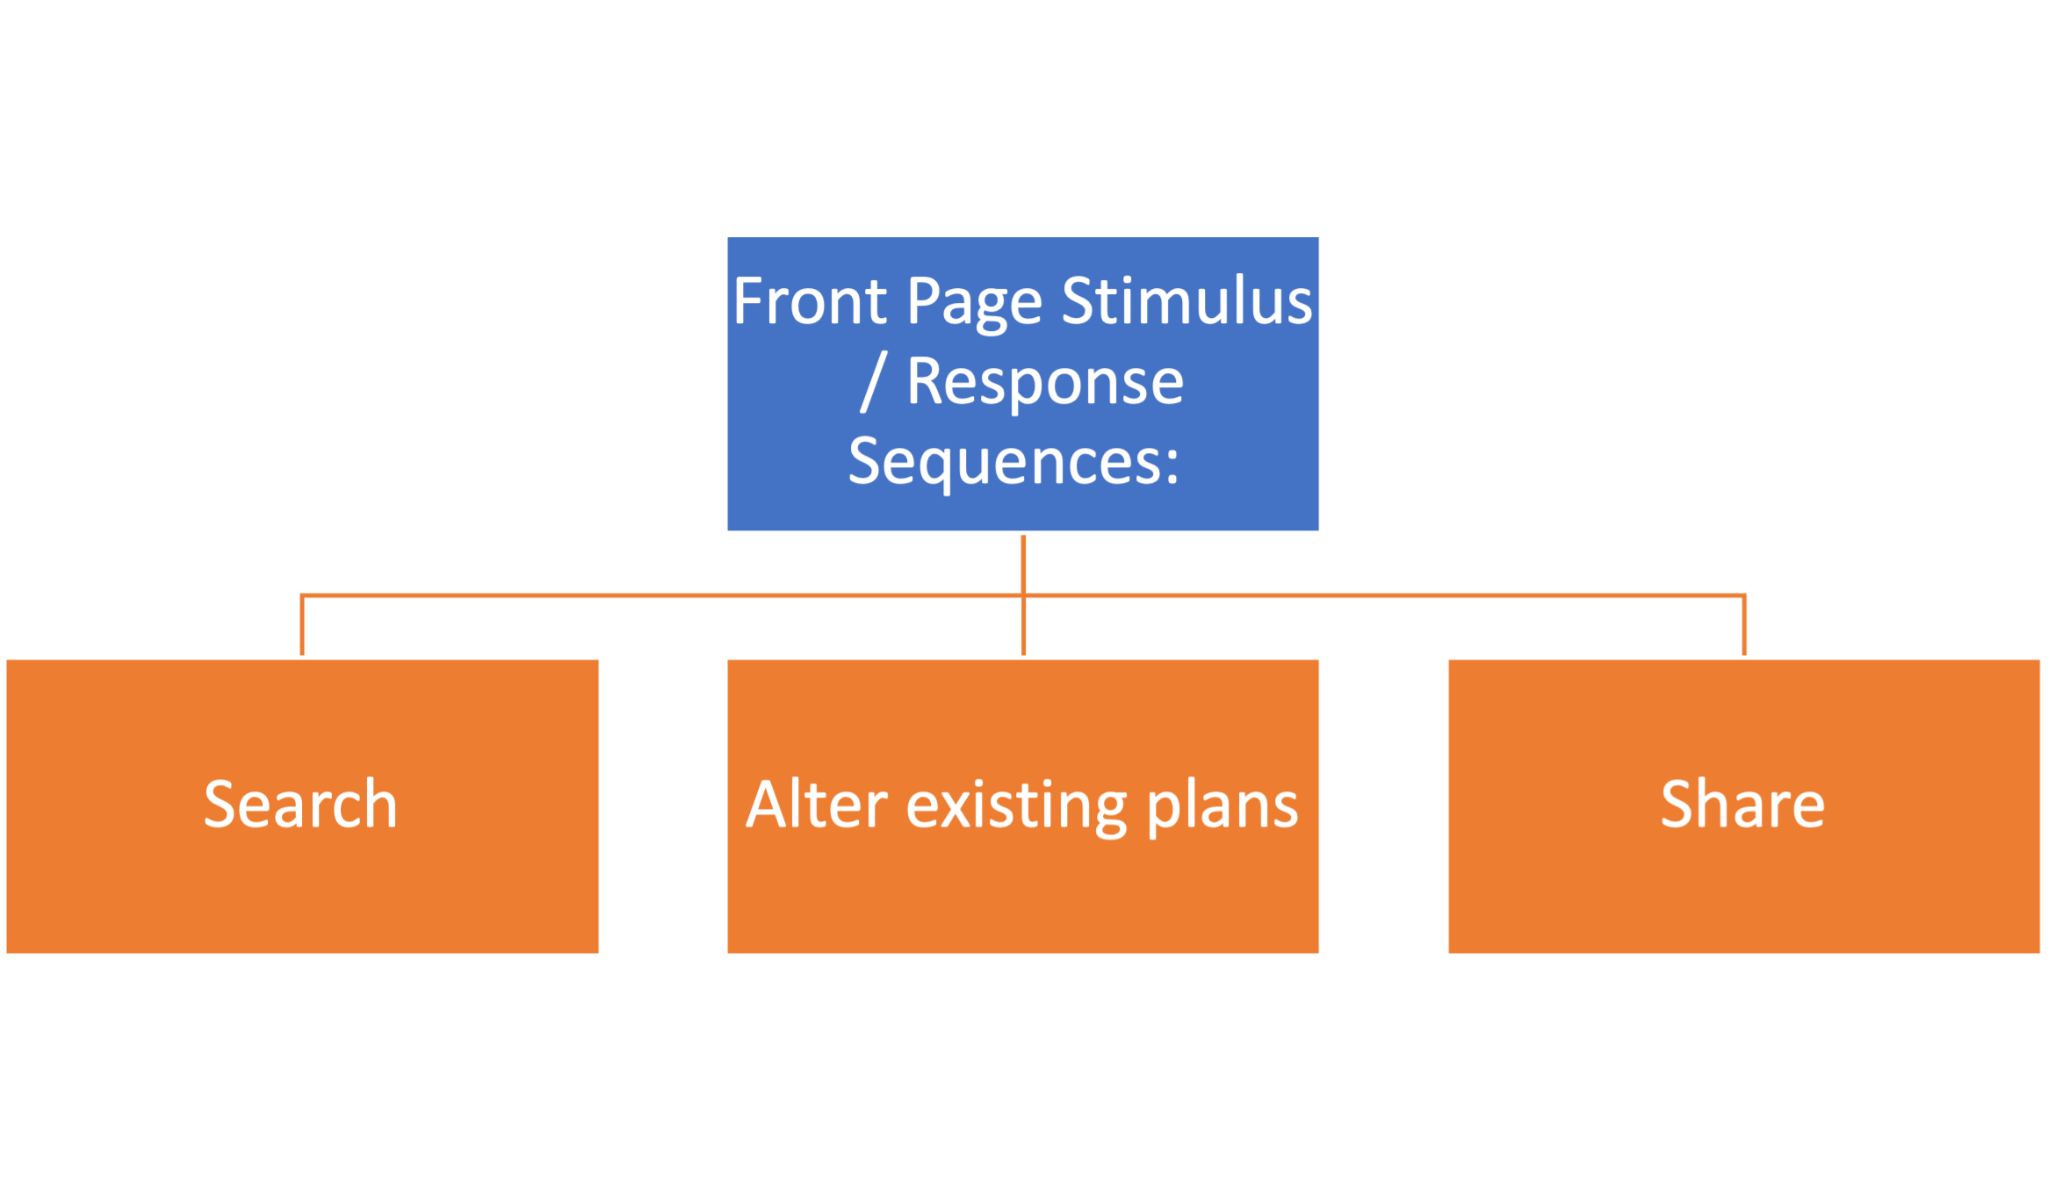 Front Page Stimulus
/ Response
Sequences:
Search
Alter existing plans
Share